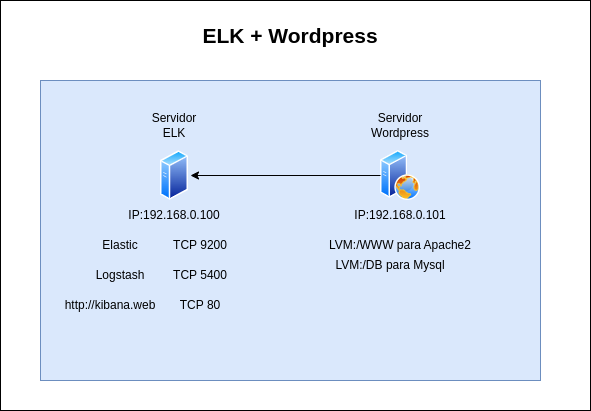 ELK + Wordpress
Servidor
ELK
Servidor
Wordpress
IP:192.168.0.100
IP:192.168.0.101
Elastic TCP 9200
LVM:/WWW para Apache2
LVM:/DB para Mysql
Logstash TCP 5400
http://kibana.web TCP 80